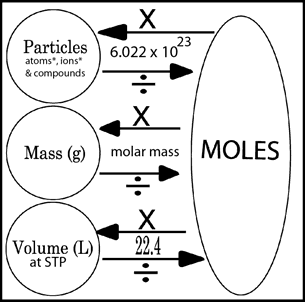 X
Particles
atoms*, ions*
& compounds
6.022 x 10^23
÷
X
Mass (g)
molar mass
÷
MOLES
X
Volume (L)
at STP
22.4
÷